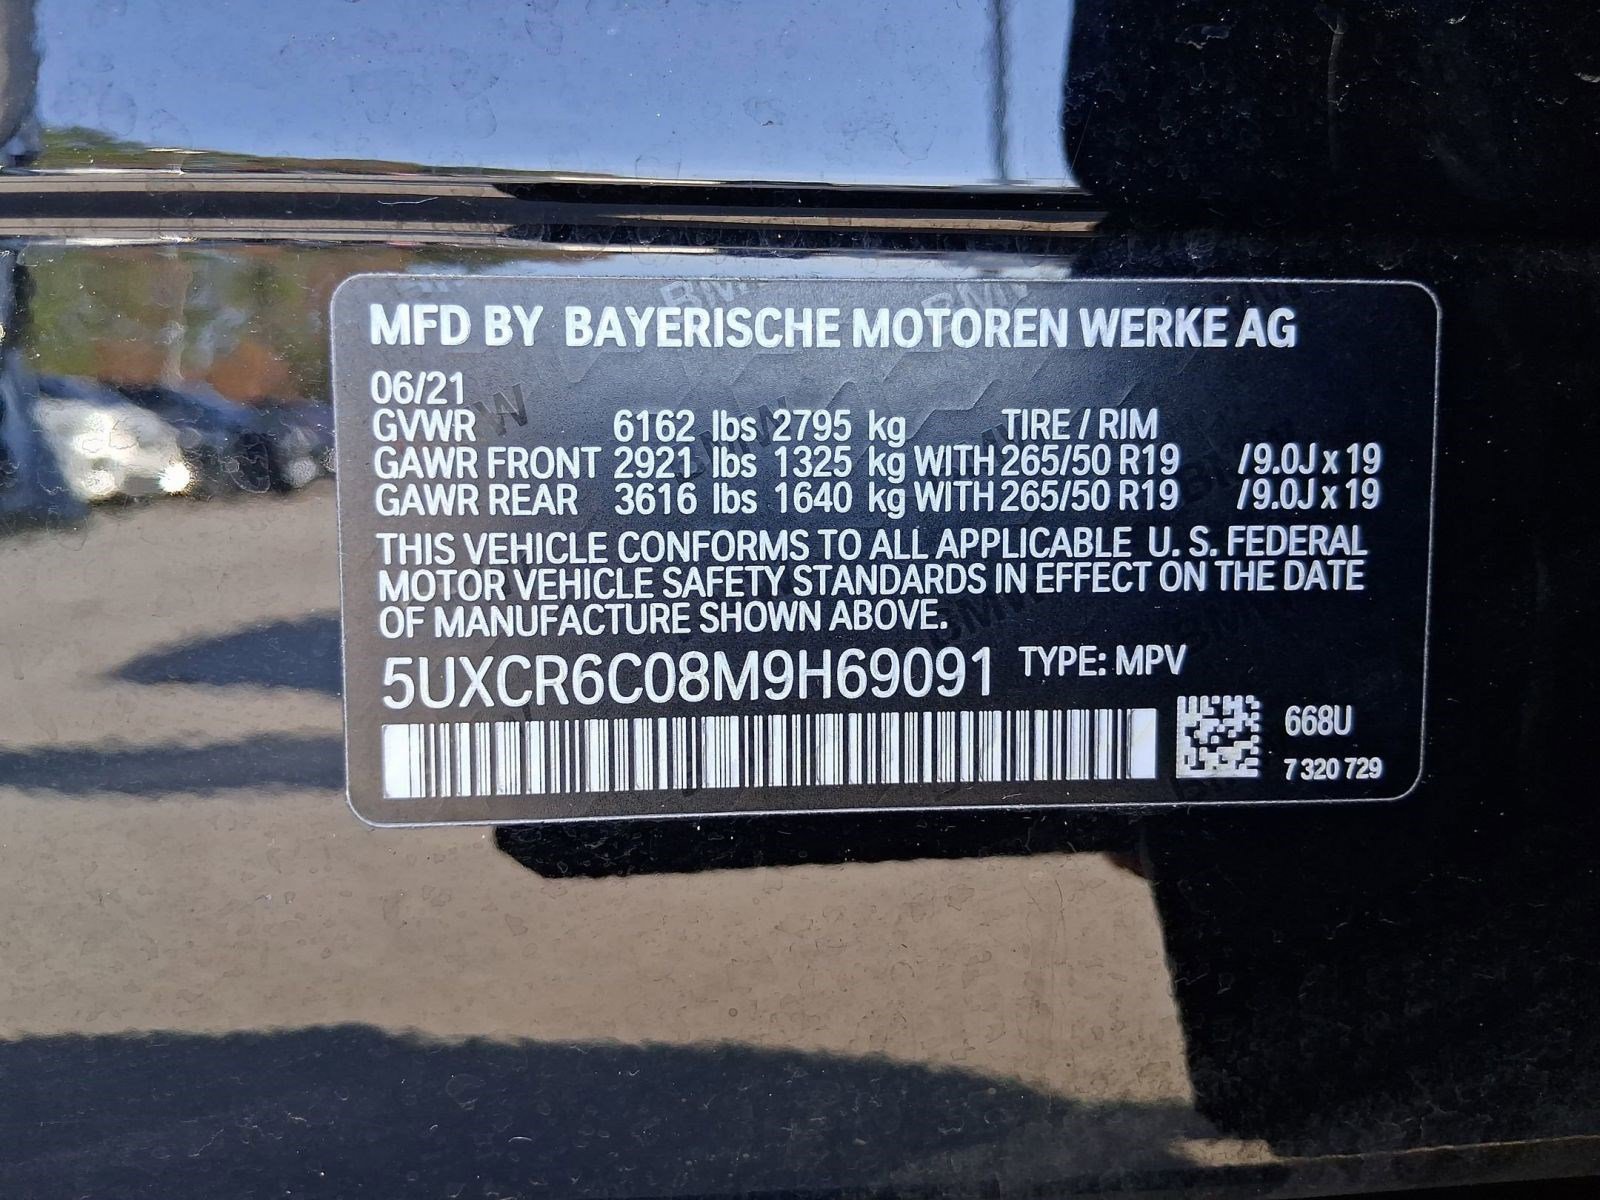 MFD BY BAYERISCHE MOTOREN WERKE AG
06/21
GVWR 6162 lbs 2795 kg TIRE / RIM
GAWR FRONT 2921 lbs 1325 kg WITH 265/50 R19 /9.0J x 19
GAWR REAR 3616 lbs 1640 kg WITH 265/50 R19 /9.0J x 19
THIS VEHICLE CONFORMS TO ALL APPLICABLE U. S. FEDERAL
MOTOR VEHICLE SAFETY STANDARDS IN EFFECT ON THE DATE
OF MANUFACTURE SHOWN ABOVE.
5UXCR6C08M9H69091 TYPE: MPV
668U
7 320 729